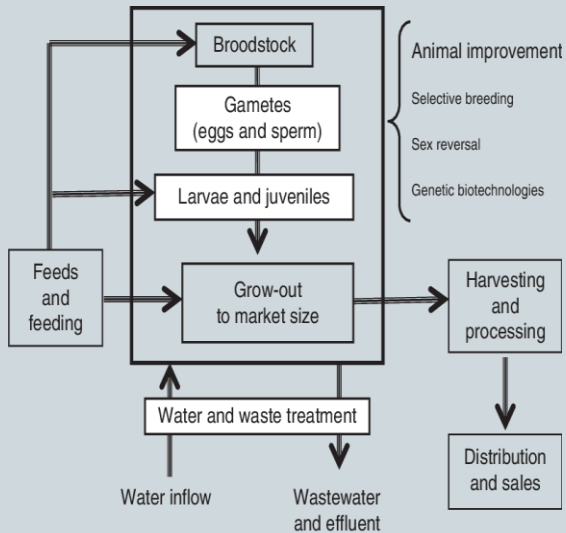 Broodstock
Gametes
(eggs and sperm)
Larvae and juveniles
Grow-out
to market size
Feeds
and
feeding
Animal improvement
Selective breeding
Sex reversal
Genetic biotechnologies
Harvesting
and
processing
Distribution
and sales
Water and waste treatment
Water inflow
Wastewater
and effluent